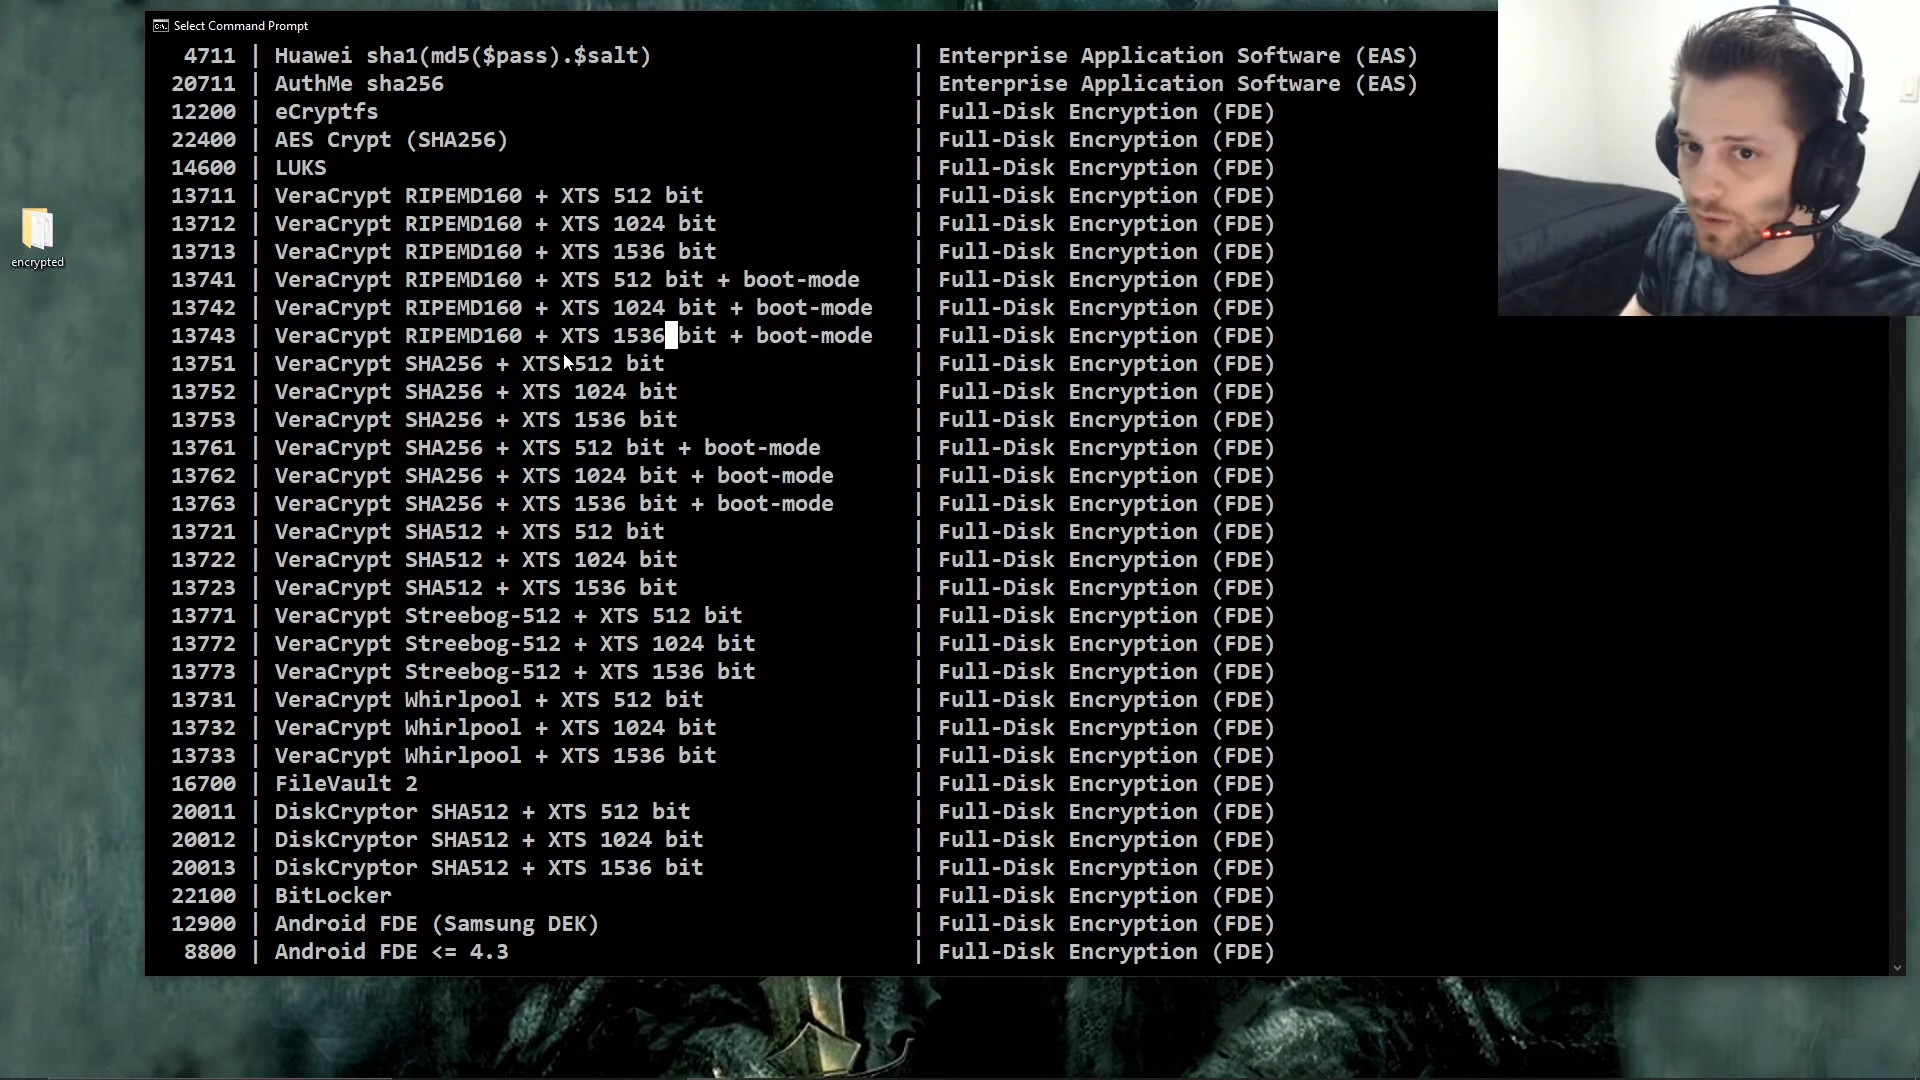 Select Command Prompt
4711 | Huawei sha1(md5($pass).$salt) | Enterprise Application Software (EAS)
20711 | AuthMe sha256 | Enterprise Application Software (EAS)
12200 | eCryptfs | Full-Disk Encryption (FDE)
22400 | AES Crypt (SHA256) | Full-Disk Encryption (FDE)
14600 | LUKS | Full-Disk Encryption (FDE)
13711 | VeraCrypt RIPEMD160 + XTS 512 bit | Full-Disk Encryption (FDE)
13712 | VeraCrypt RIPEMD160 + XTS 1024 bit | Full-Disk Encryption (FDE)
13713 | VeraCrypt RIPEMD160 + XTS 1536 bit | Full-Disk Encryption (FDE)
13741 | VeraCrypt RIPEMD160 + XTS 512 bit + boot-mode | Full-Disk Encryption (FDE)
13742 | VeraCrypt RIPEMD160 + XTS 1024 bit + boot-mode | Full-Disk Encryption (FDE)
13743 | VeraCrypt RIPEMD160 + XTS 1536 bit + boot-mode | Full-Disk Encryption (FDE)
13751 | VeraCrypt SHA256 + XTS 512 bit | Full-Disk Encryption (FDE)
13752 | VeraCrypt SHA256 + XTS 1024 bit | Full-Disk Encryption (FDE)
13753 | VeraCrypt SHA256 + XTS 1536 bit | Full-Disk Encryption (FDE)
13761 | VeraCrypt SHA256 + XTS 512 bit + boot-mode | Full-Disk Encryption (FDE)
13762 | VeraCrypt SHA256 + XTS 1024 bit + boot-mode | Full-Disk Encryption (FDE)
13763 | VeraCrypt SHA256 + XTS 1536 bit + boot-mode | Full-Disk Encryption (FDE)
13721 | VeraCrypt SHA512 + XTS 512 bit | Full-Disk Encryption (FDE)
13722 | VeraCrypt SHA512 + XTS 1024 bit | Full-Disk Encryption (FDE)
13723 | VeraCrypt SHA512 + XTS 1536 bit | Full-Disk Encryption (FDE)
13771 | VeraCrypt Streebog-512 + XTS 512 bit | Full-Disk Encryption (FDE)
13772 | VeraCrypt Streebog-512 + XTS 1024 bit | Full-Disk Encryption (FDE)
13773 | VeraCrypt Streebog-512 + XTS 1536 bit | Full-Disk Encryption (FDE)
13731 | VeraCrypt Whirlpool + XTS 512 bit | Full-Disk Encryption (FDE)
13732 | VeraCrypt Whirlpool + XTS 1024 bit | Full-Disk Encryption (FDE)
13733 | VeraCrypt Whirlpool + XTS 1536 bit | Full-Disk Encryption (FDE)
16700 | FileVault 2 | Full-Disk Encryption (FDE)
20011 | DiskCryptor SHA512 + XTS 512 bit | Full-Disk Encryption (FDE)
20012 | DiskCryptor SHA512 + XTS 1024 bit | Full-Disk Encryption (FDE)
20013 | DiskCryptor SHA512 + XTS 1536 bit | Full-Disk Encryption (FDE)
22100 | BitLocker | Full-Disk Encryption (FDE)
12900 | Android FDE (Samsung DEK) | Full-Disk Encryption (FDE)
8800 | Android FDE <= 4.3 | Full-Disk Encryption (FDE)
encrypted